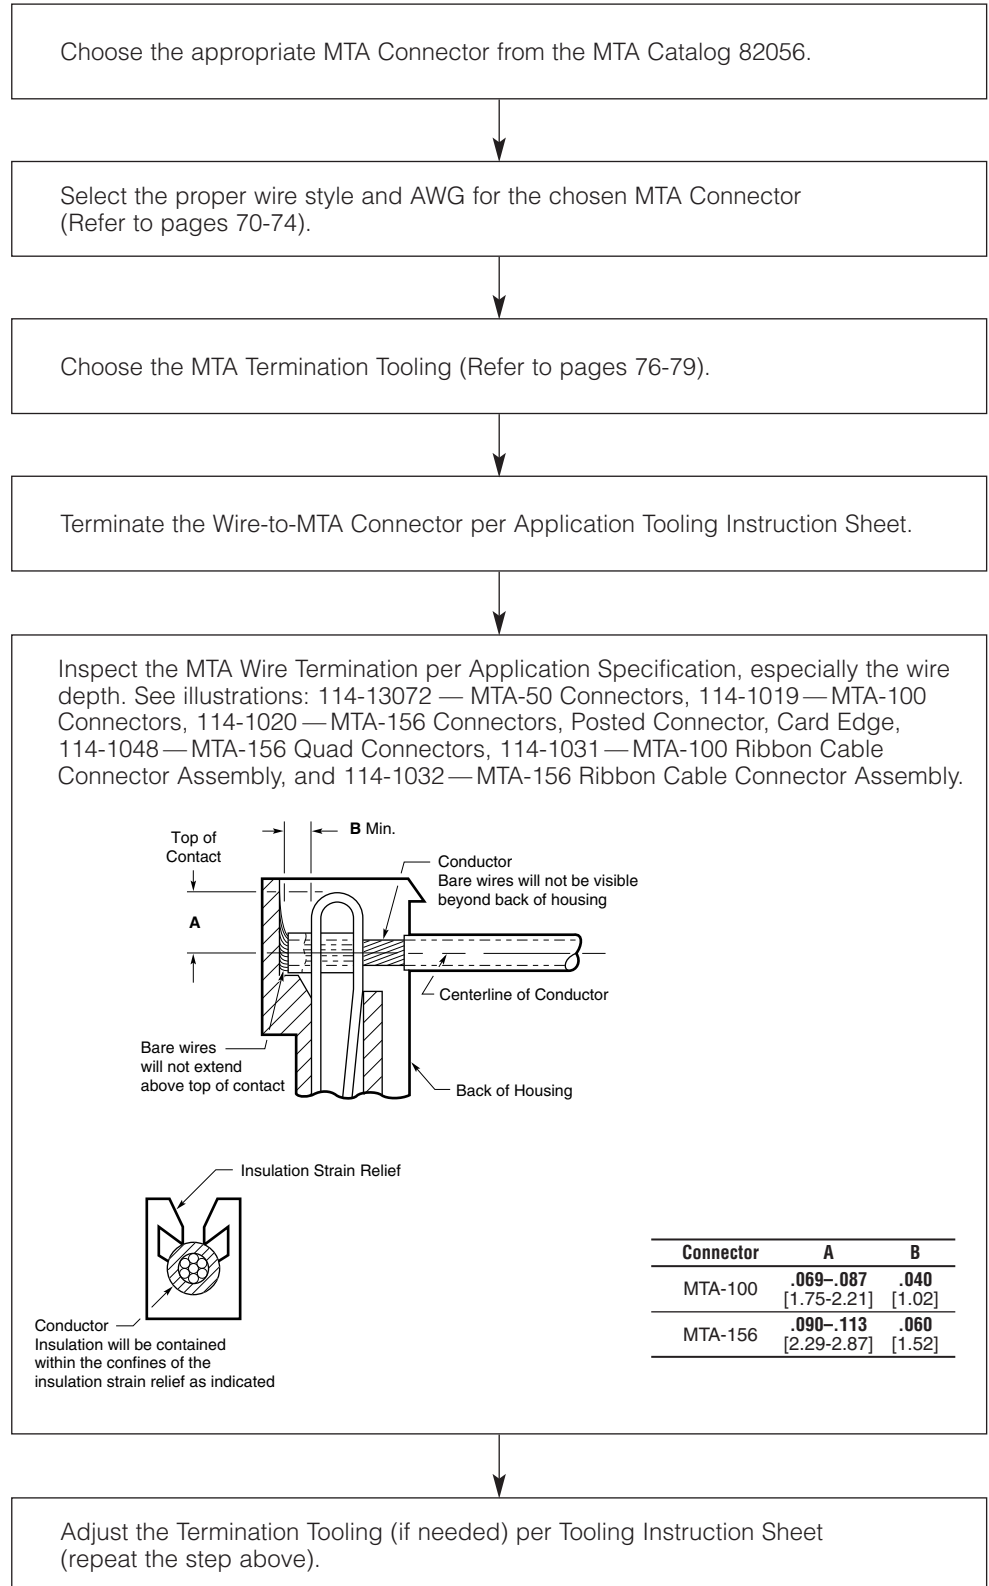 Choose the appropriate MTA Connector from the MTA Catalog 82056.
Select the proper wire style and AWG for the chosen MTA Connector
(Refer to pages 70-74).
Choose the MTA Termination Tooling (Refer to pages 76-79).
Terminate the Wire-to-MTA Connector per Application Tooling Instruction Sheet.
Inspect the MTA Wire Termination per Application Specification, especially the wire
depth. See illustrations: 114-13072 — MTA-50 Connectors, 114-1019 — MTA-100
Connectors, 114-1020 — MTA-156 Connectors, Posted Connector, Card Edge,
114-1048 — MTA-156 Quad Connectors, 114-1031 — MTA-100 Ribbon Cable
Connector Assembly, and 114-1032 — MTA-156 Ribbon Cable Connector Assembly.
Top of
Contact
B Min.
Conductor
Bare wires will not be visible
beyond back of housing
A
Centerline of Conductor
Bare wires
will not extend
above top of contact
Back of Housing
Insulation Strain Relief
Conductor
Insulation will be contained
within the confines of the
insulation strain relief as indicated
Connector A B
MTA-100 .069–.087 .040
[1.75-2.21] [1.02]
MTA-156 .090–.113 .060
[2.29-2.87] [1.52]
Adjust the Termination Tooling (if needed) per Tooling Instruction Sheet
(repeat the step above).